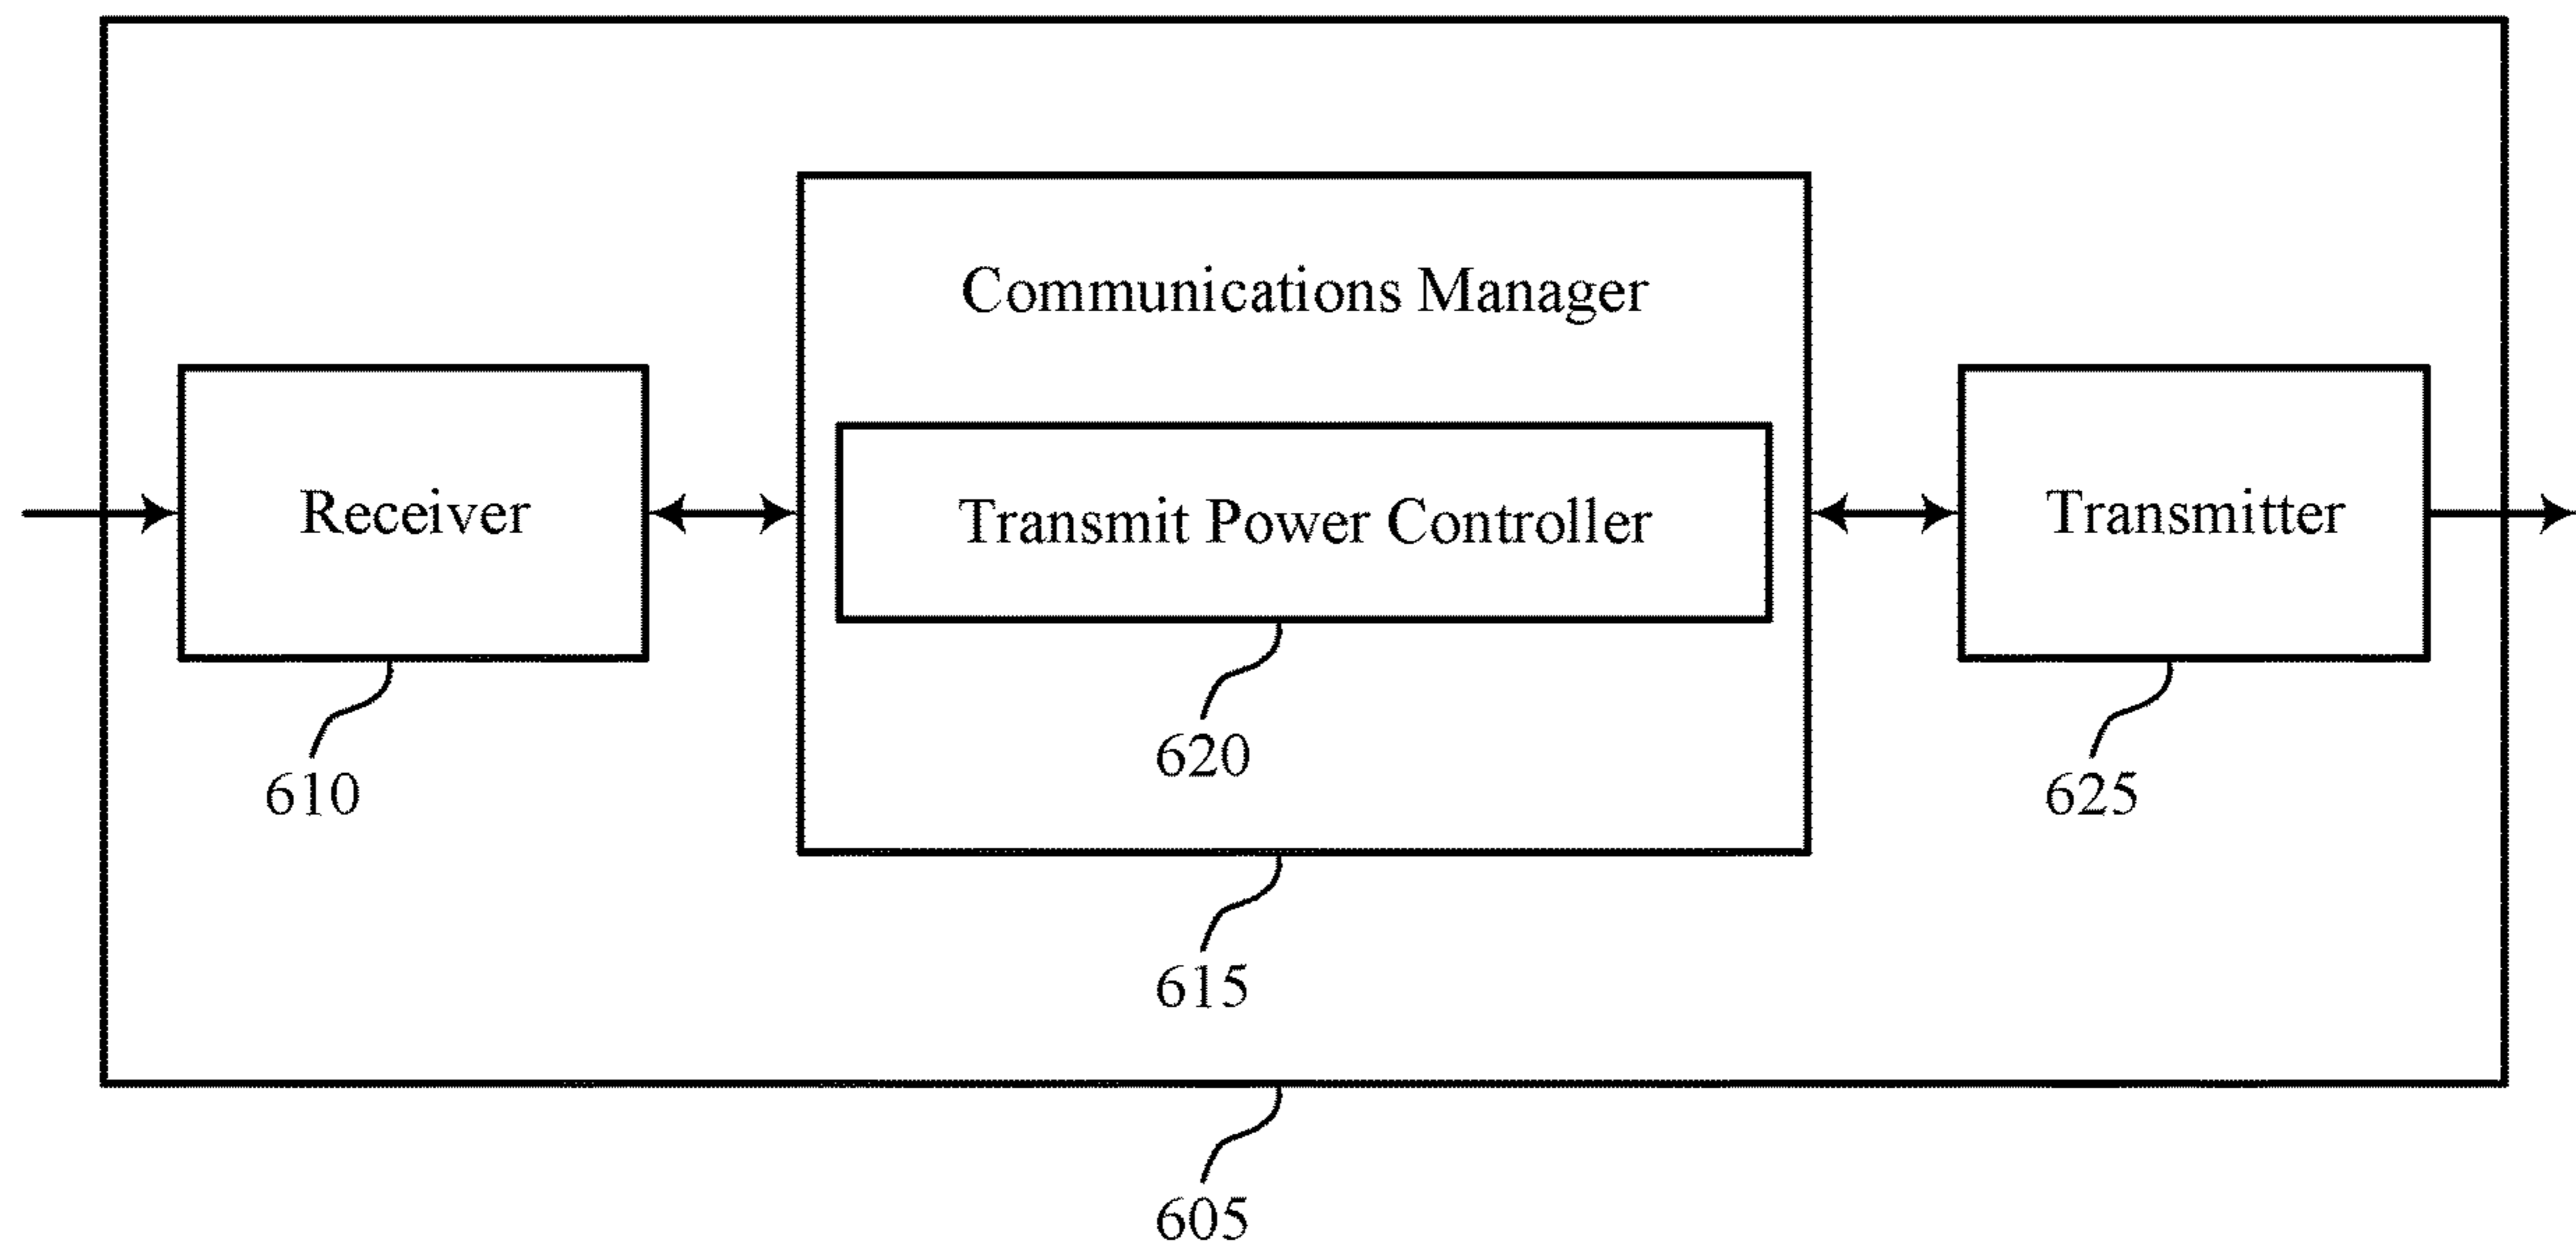 Communications Manager
Receiver
Transmit Power Controller
Transmitter
620
610
625
615
605